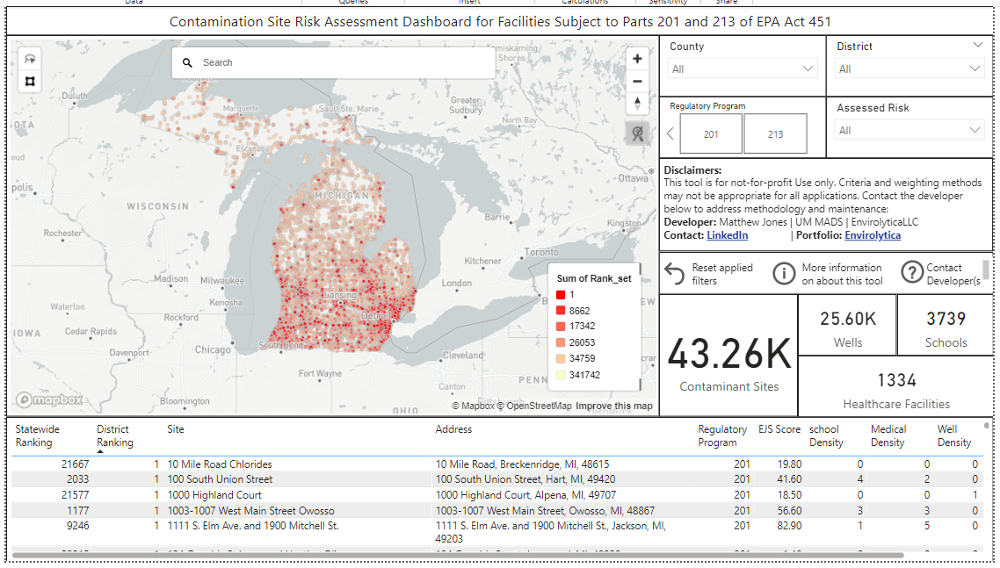 Data
Queries
Insert
Calculations
Sensitivity
Share
Contamination Site Risk Assessment Dashboard for Facilities Subject to Parts 201 and 213 of EPA Act 451
Search
Duluth
Marquette
Sault Ste. Marie
Greater
Sudbury
North Bay
Escanaba
Ottawa
MICHIGAN
WISCONSIN
Rochester
Barrie
Kingston
Toronto
Kitchener
London
Madison
Milwaukee
Waterloo
Kenosha
Rockford
Lansing
Detroit
IOWA
Cedar Rapids
Davenport
Chicago
South Bend
Cleveland
Fort Wayne
Canton
PENN
Pittsburgh
Bloomington
OHIO
mapbox
© Mapbox © OpenStreetMap Improve this map
Sum of Rank_set
1
8662
17342
26053
34759
341742
County
All
District
All
Regulatory Program
201
213
Assessed Risk
All
Disclaimers:
This tool is for not-for-profit Use only. Criteria and weighting methods
may not be appropriate for all applications. Contact the developer
below to address methodology and maintenance:
Developer: Matthew Jones | UM MADS | EnvirolyticaLLC
Contact: LinkedIn | Portfolio: Envirolytica
Reset applied
filters
More information
on about this tool
Contact
Developer(s
43.26K
Contaminant Sites
25.60K
Wells
3739
Schools
1334
Healthcare Facilities
Statewide Ranking District Ranking Site Address Regulatory Program EJS Score school Density Medical Density Well Density
21667 1 10 Mile Road Chlorides 10 Mile Road, Breckenridge, MI, 48615 201 19.80 0 0 0
2033 1 100 South Union Street 100 South Union Street, Hart, MI, 49420 201 41.60 4 2 0
21577 1 1000 Highland Court 1000 Highland Court, Alpena, MI, 49707 201 18.50 0 0 1
1177 1 1003-1007 West Main Street Owosso 1003-1007 West Main Street, Owosso, MI, 48867 201 56.60 3 3 0
9246 1 1111 S. Elm Ave. and 1900 Mitchell St. 1111 S. Elm Ave. and 1900 Mitchell St., Jackson, MI, 49203 201 82.90 1 5 0